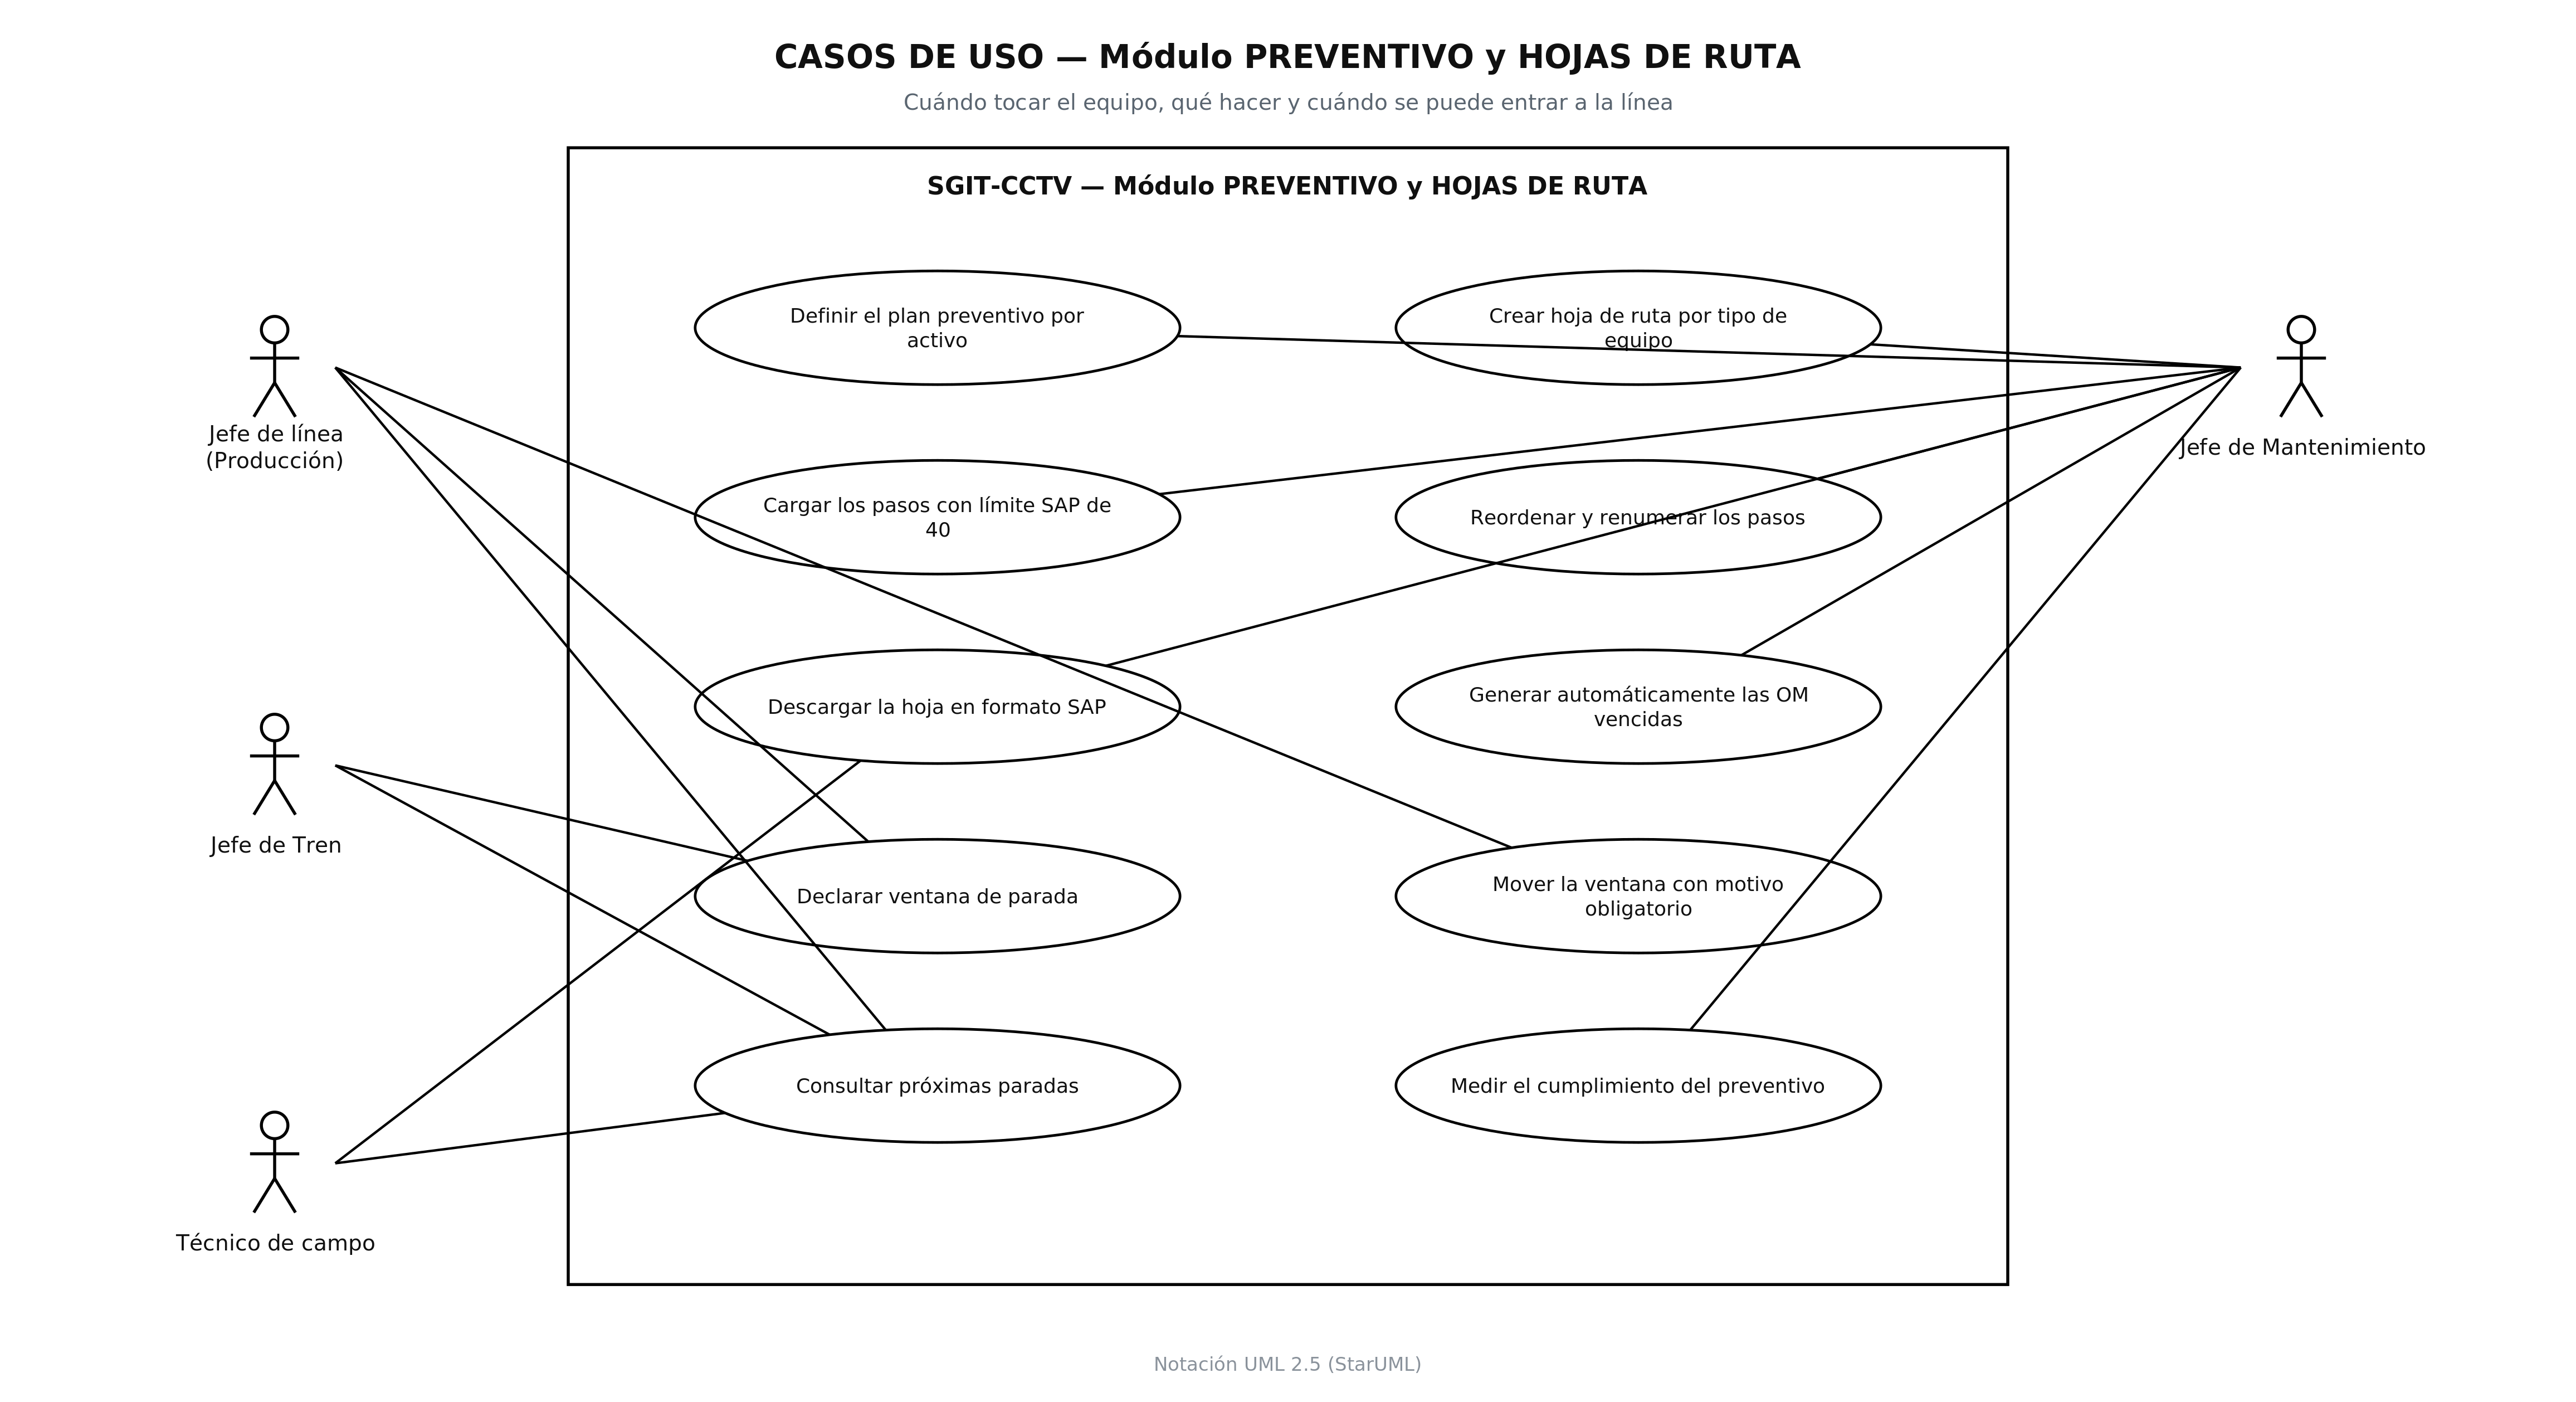 CASOS DE USO — Módulo PREVENTIVO y HOJAS DE RUTA
Cuándo tocar el equipo, qué hacer y cuándo se puede entrar a la línea
SGIT-CCTV — Módulo PREVENTIVO y HOJAS DE RUTA
Definir el plan preventivo por
activo
Crear hoja de ruta por tipo de
equipo
Jefe de línea
(Producción)
Jefe de Mantenimiento
Cargar los pasos con límite SAP de
40
Reordenar y renumerar los pasos
Descargar la hoja en formato SAP
Generar automáticamente las OM
vencidas
Jefe de Tren
Declarar ventana de parada
Mover la ventana con motivo
obligatorio
Consultar próximas paradas
Medir el cumplimiento del preventivo
Técnico de campo
Notación UML 2.5 (StarUML)